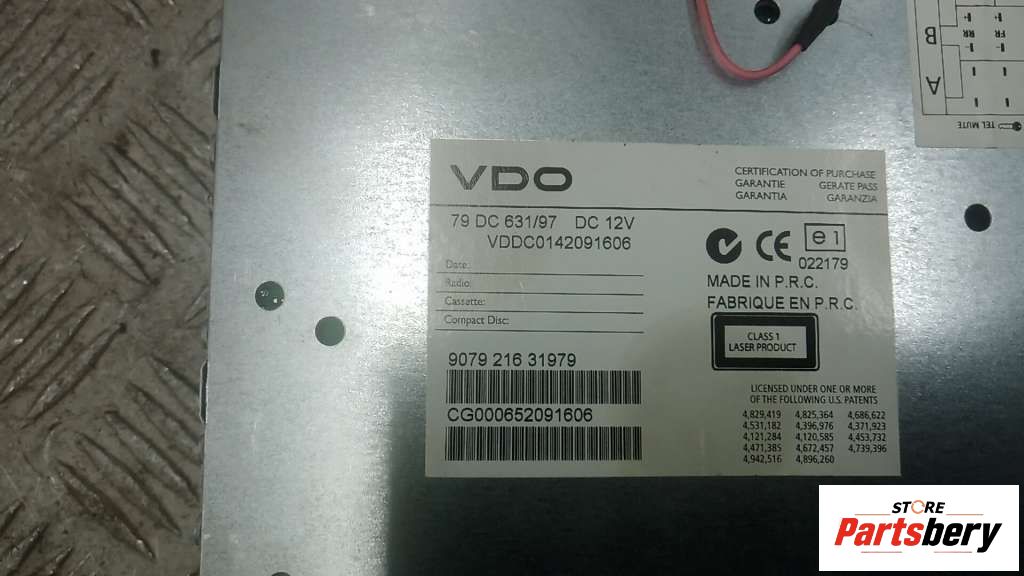 VDO
CERTIFICATION OF PURCHASE
GARANTIE GERATE PASS
GARANTIA GARANZIA
79 DC 631/97 DC 12V
VDDC0142091606
Date:
Radio:
Cassette:
Compact Disc:
9079 216 31979
CG000652091606
CE e1
022179
MADE IN P.R.C.
FABRIQUE EN P.R.C.
CLASS 1
LASER PRODUCT
LICENSED UNDER ONE OR MORE
OF THE FOLLOWING U.S. PATENTS
4,829,419 4,825,364 4,686,622
4,531,182 4,396,976 4,371,923
4,121,284 4,120,585 4,453,732
4,471,385 4,672,457 4,739,396
4,942,516 4,896,260
B
RR FR
A
TEL MUTE
STORE
Partsbery